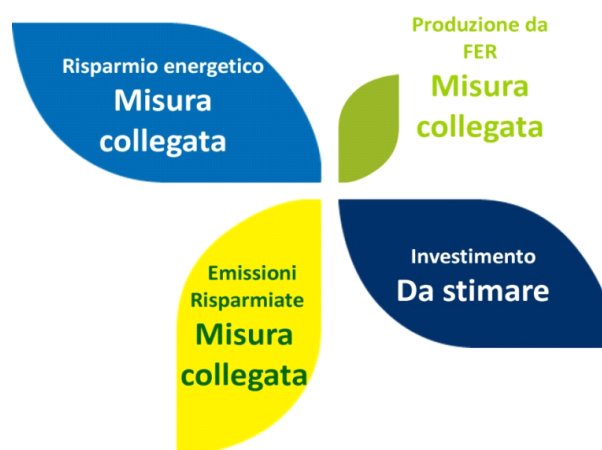 Risparmio energetico
Misura
collegata
Produzione da
FER
Misura
collegata
Emissioni
Risparmiate
Misura
collegata
Investimento
Da stimare